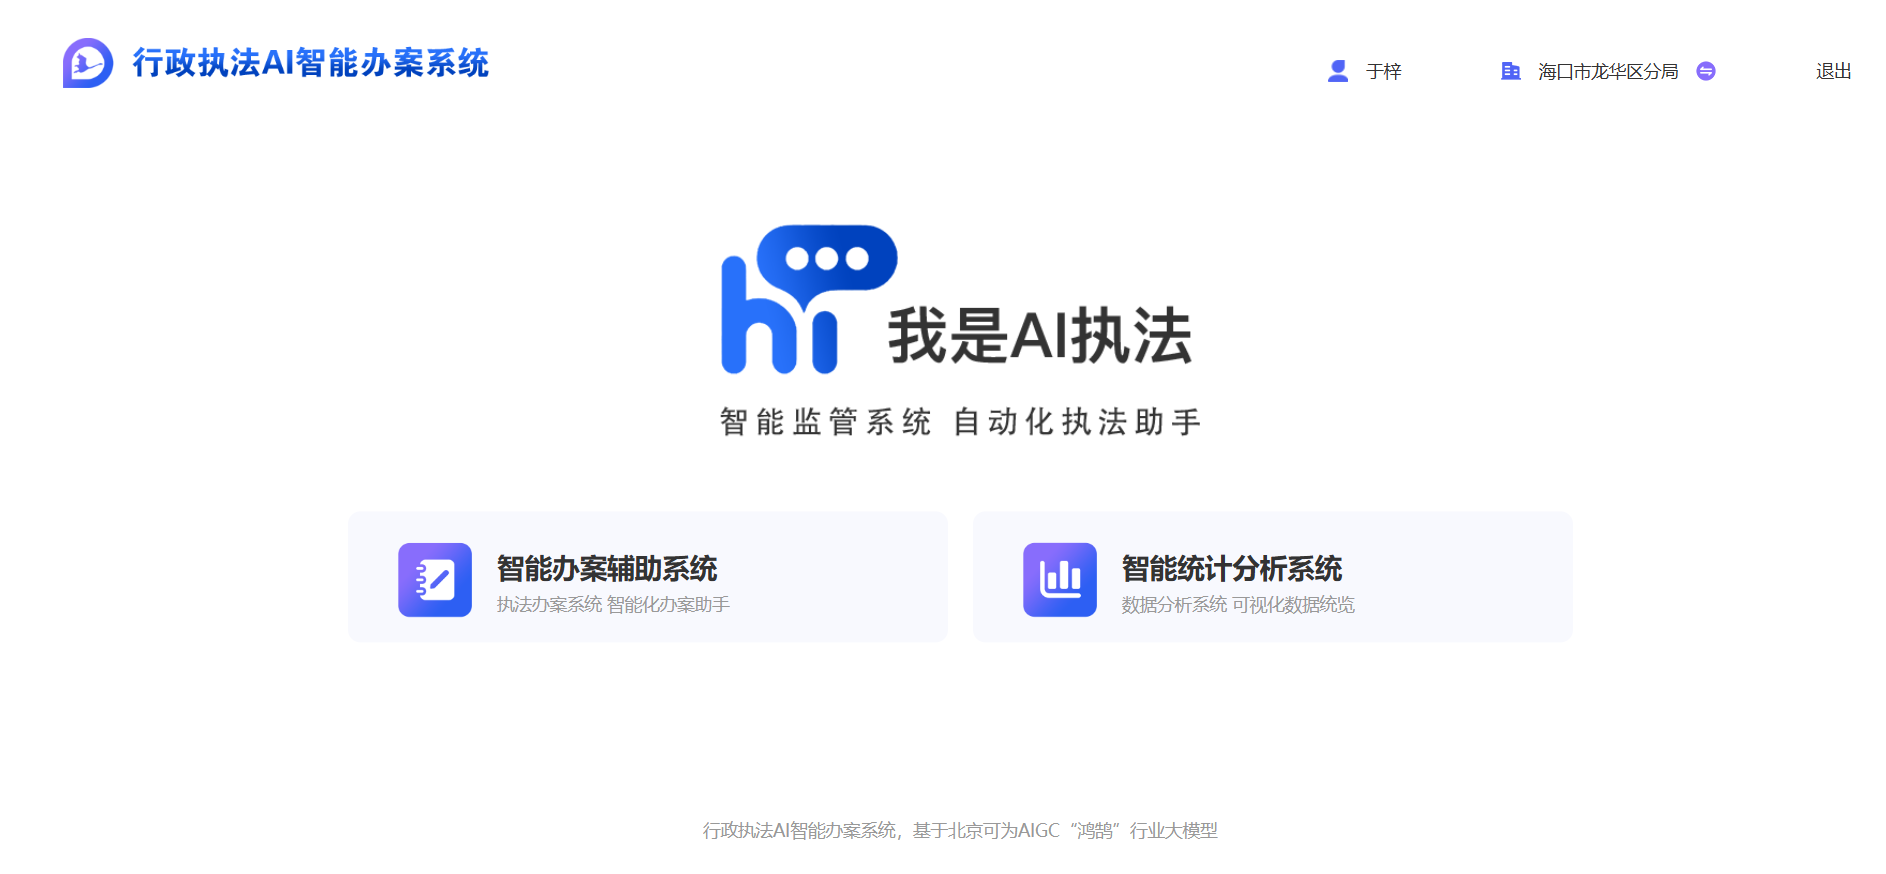 行政执法AI智能办案系统
于梓
海口市龙华区分局
退出
hi
我是AI执法
智能监管系统 自动化执法助手
智能办案辅助系统
执法办案系统 智能化办案助手
智能统计分析系统
数据分析系统 可视化数据统览
行政执法AI智能办案系统，基于北京可为AIGC“鸿鹄”行业大模型